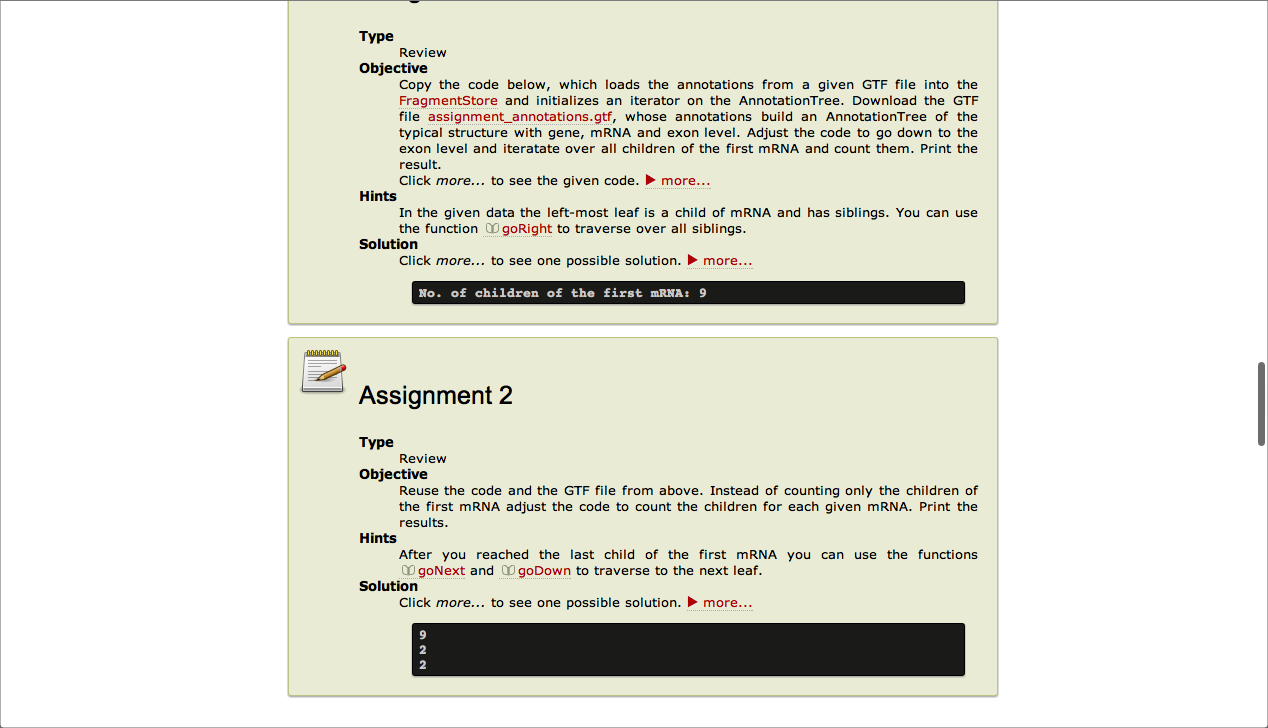 Type
Review
Objective
Copy the code below, which loads the annotations from a given GTF file into the
FragmentStore and initializes an iterator on the AnnotationTree. Download the GTF
file assignment_annotations.gtf, whose annotations build an AnnotationTree of the
typical structure with gene, mRNA and exon level. Adjust the code to go down to the
exon level and iteratate over all children of the first mRNA and count them. Print the
result.
Click more... to see the given code. ▶ more...
Hints
In the given data the left-most leaf is a child of mRNA and has siblings. You can use
the function goRight to traverse over all siblings.
Solution
Click more... to see one possible solution. ▶ more...
No. of children of the first mRNA: 9
Assignment 2
Type
Review
Objective
Reuse the code and the GTF file from above. Instead of counting only the children of
the first mRNA adjust the code to count the children for each given mRNA. Print the
results.
Hints
After you reached the last child of the first mRNA you can use the functions
goNext and goDown to traverse to the next leaf.
Solution
Click more... to see one possible solution. ▶ more...
9
2
2